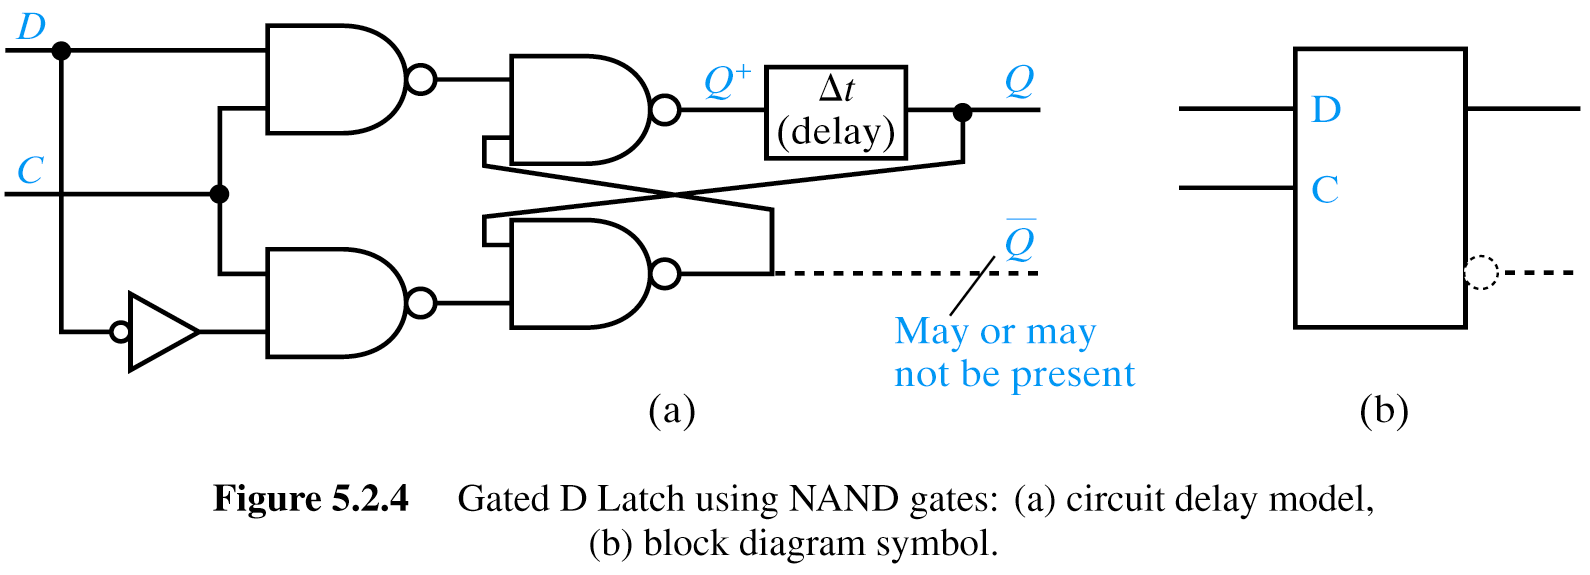 D
Q⁺
Δt
(delay)
Q
C
Q̅
May or may
not be present
(a)
D
C
(b)
Figure 5.2.4 Gated D Latch using NAND gates: (a) circuit delay model,
(b) block diagram symbol.